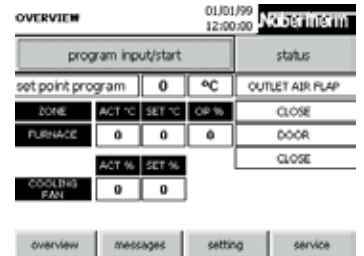 OVERVIEW 01/01/99 12:00:00 Nabertherm
program input/start status
set point program 0 °C OUTLET AIR FLAP
ZONE ACT °C SET °C OP % CLOSE
FURNACE 0 0 0 DOOR
ACT % SET % CLOSE
COOLING FAN 0 0
overview messages setting service